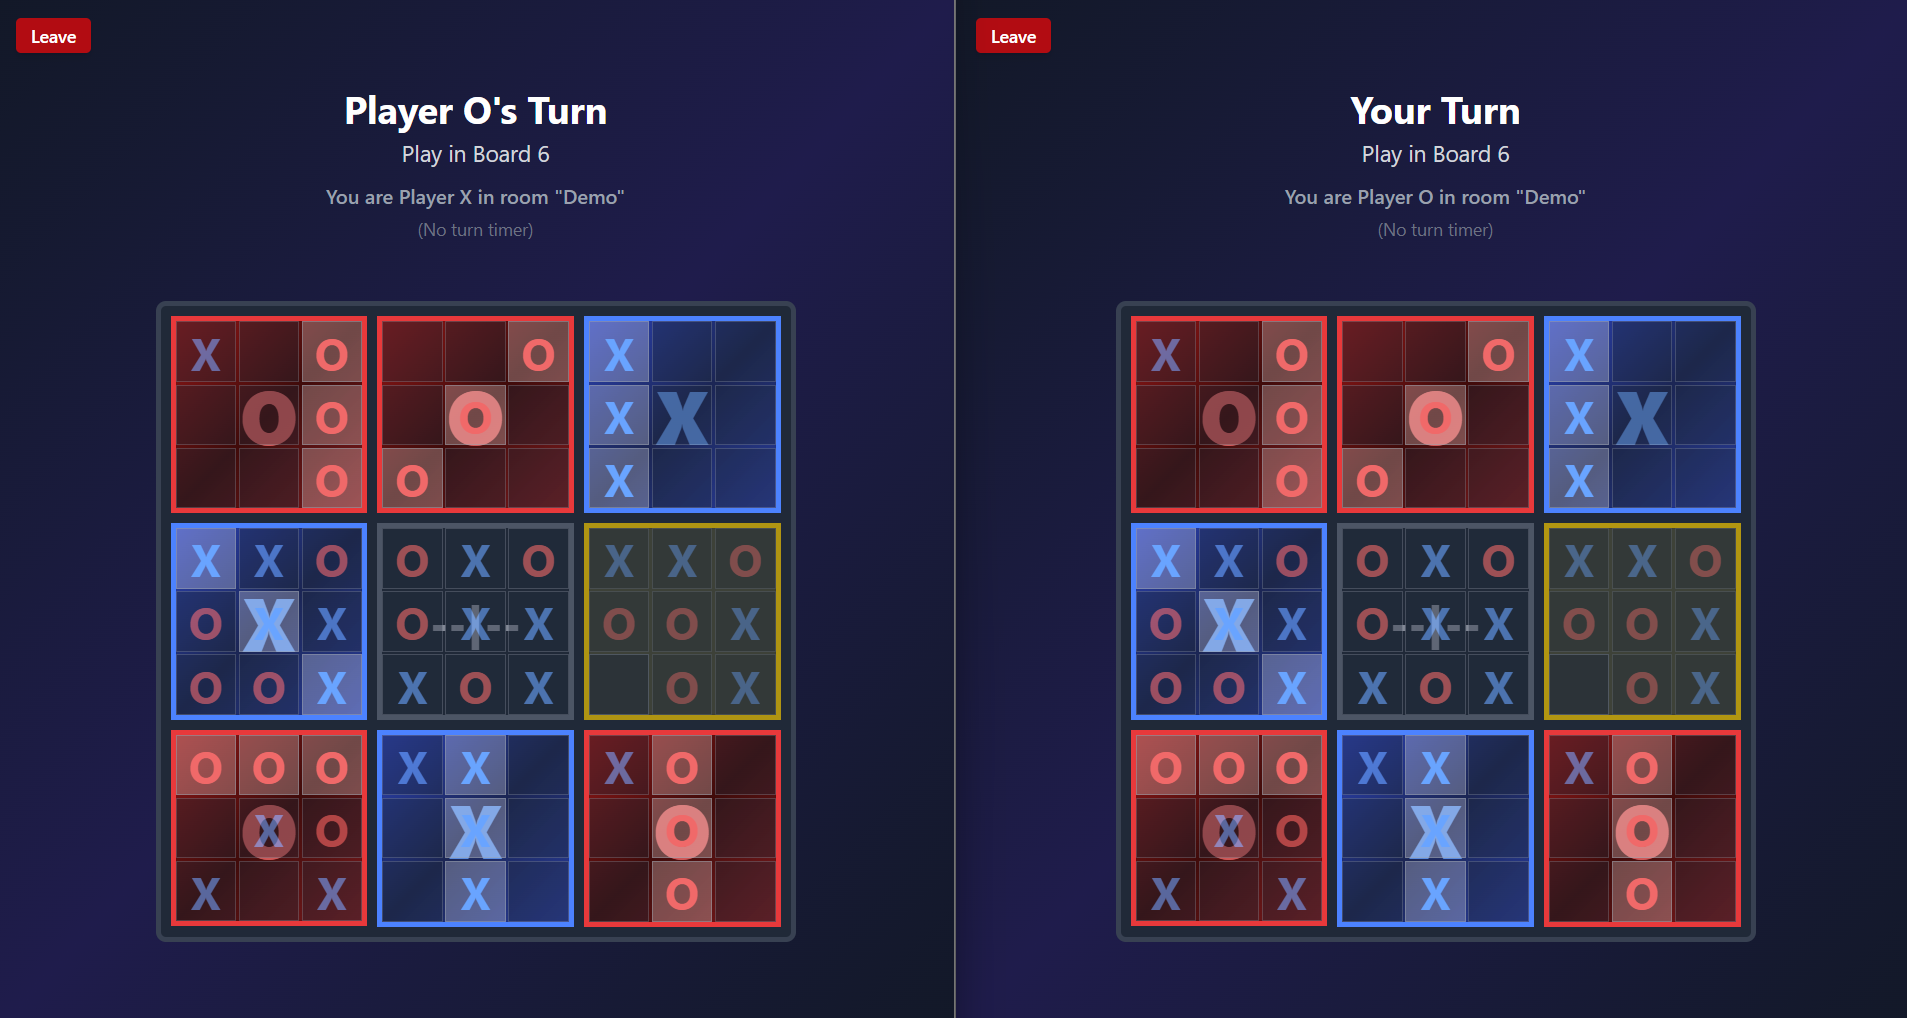 Leave
Player O's Turn
Play in Board 6
You are Player X in room "Demo"
(No turn timer)
X O O X
O O O X X
O O X
X X O O X O X X O
O X X O X X O O X
O O X X O X O X
O O O X X X O
O X O X X O O
X X X O
Leave
Your Turn
Play in Board 6
You are Player O in room "Demo"
(No turn timer)
X O O X
O O O X X
O O X
X X O O X O X X O
O X X O X X O O X
O O X X O X O X
O O O X X X O
O X O X X O O
X X X O